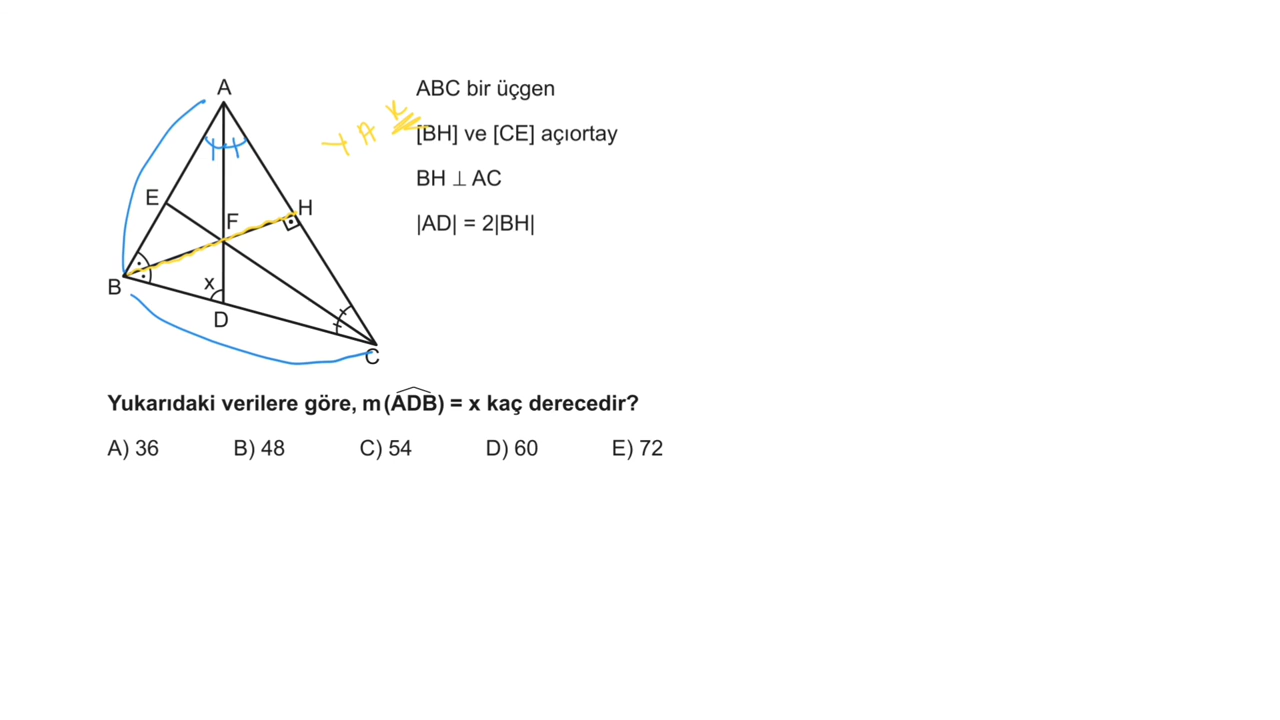 A
ABC bir üçgen
Y A K
[BH] ve [CE] açıortay
BH ⊥ AC
E
H
F
|AD| = 2|BH|
B
x
D
C
Yukarıdaki verilere göre, m(ADB) = x kaç derecedir?
A) 36 B) 48 C) 54 D) 60 E) 72